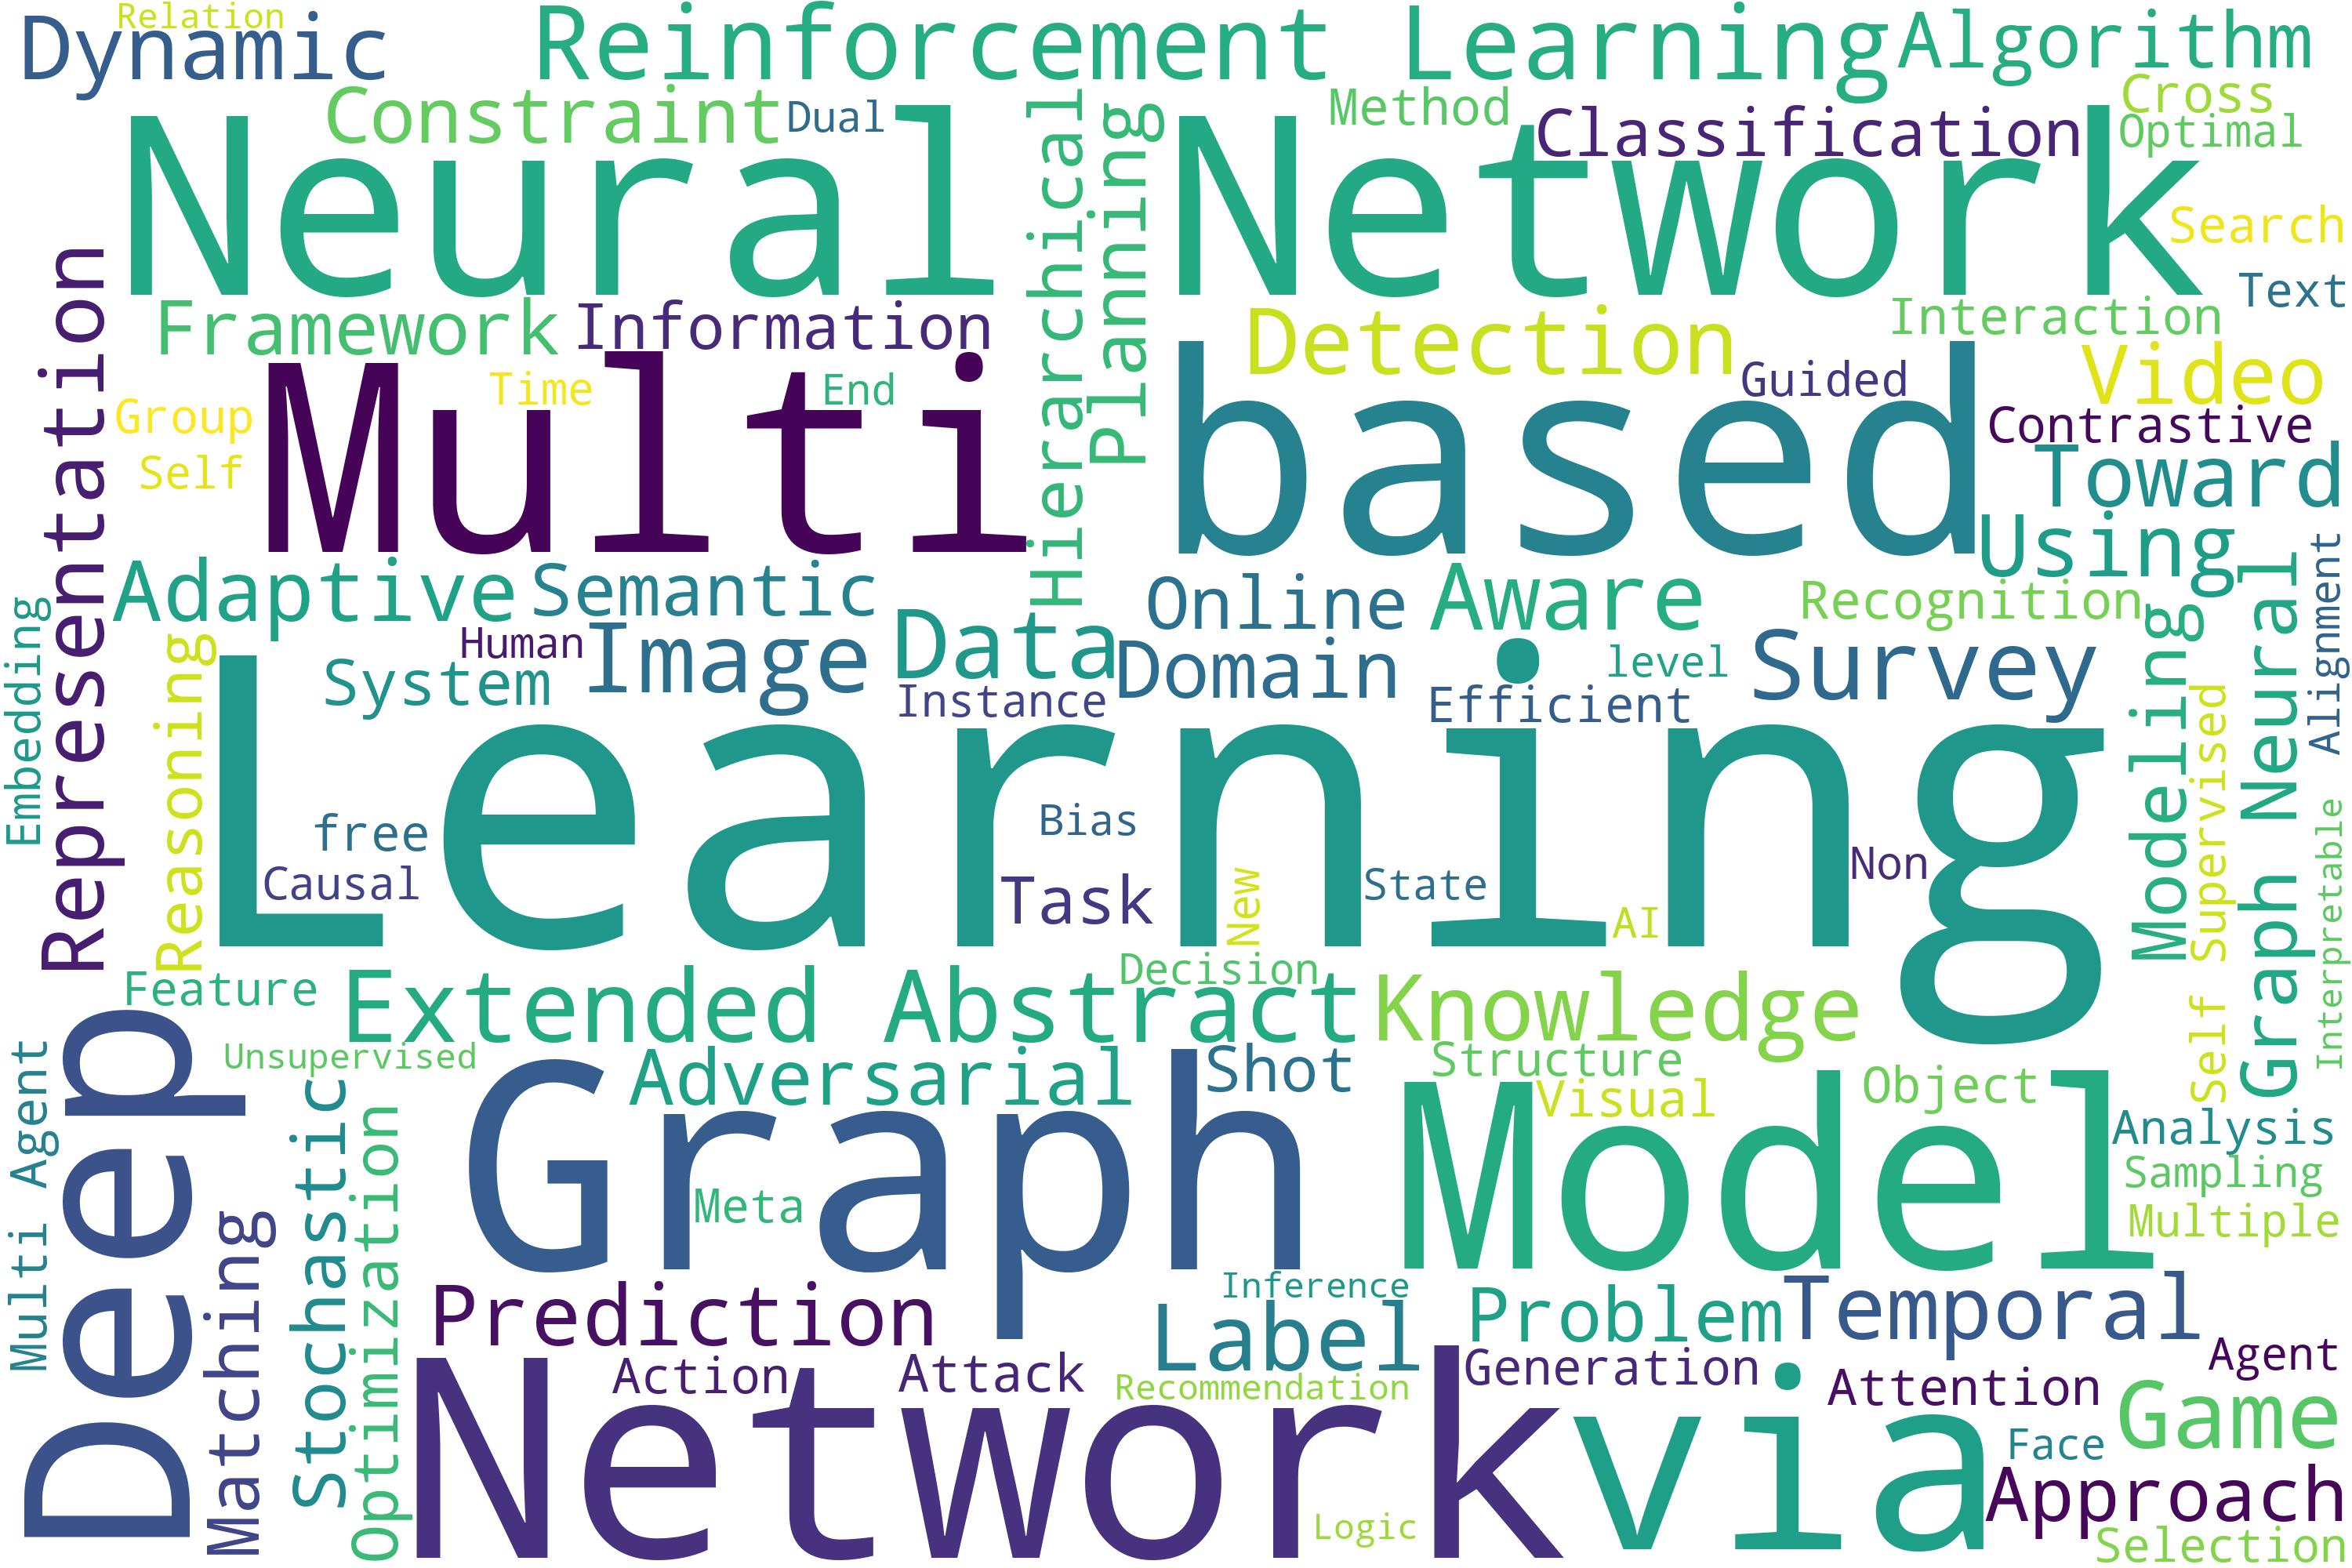 Relation
Dynamic
Reinforcement Learning
Algorithm
Constraint
Dual
Method
Classification
Cross
Optimal
Neural Network
Hierarchical
Planning
Search
Text
Representation
Framework
Information
Detection
Interaction
Video
Time
End
Guided
Group
Self
Multi
based
Contrastive
Toward
Using
Adaptive
Semantic
Online
Aware
Recognition
Alignment
Embedding
Reasoning
System
Human
Image
Data
Domain
level
Survey
Modeling
Graph Neural
Instance
Efficient
Self Supervised
Learning
free
Causal
Bias
Task
New
State
AI
Non
Interpretable
Feature
Extended Abstract
Decision
Knowledge
Deep
Unsupervised
Adversarial
Shot
Structure
Visual
Object
Multi Agent
Stochastic
Optimization
Matching
Graph
Meta
Model
Analysis
Sampling
Multiple
Prediction
Inference
Label
Problem
Temporal
Action
Attack
Recommendation
Generation
Attention
Agent
Game
Network
via
Face
Approach
Logic
Selection